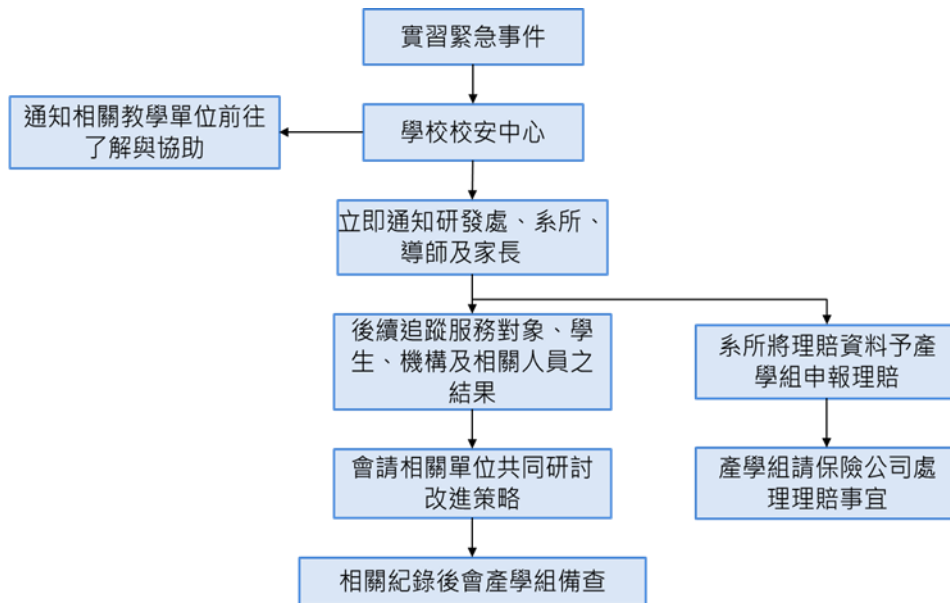 實習緊急事件
通知相關教學單位前往
了解與協助
學校校安中心
立即通知研發處、系所、
導師及家長
後續追蹤服務對象、學
生、機構及相關人員之
結果
系所將理賠資料予產
學組申報理賠
會請相關單位共同研討
改進策略
產學組請保險公司處
理理賠事宜
相關紀錄後會產學組備查